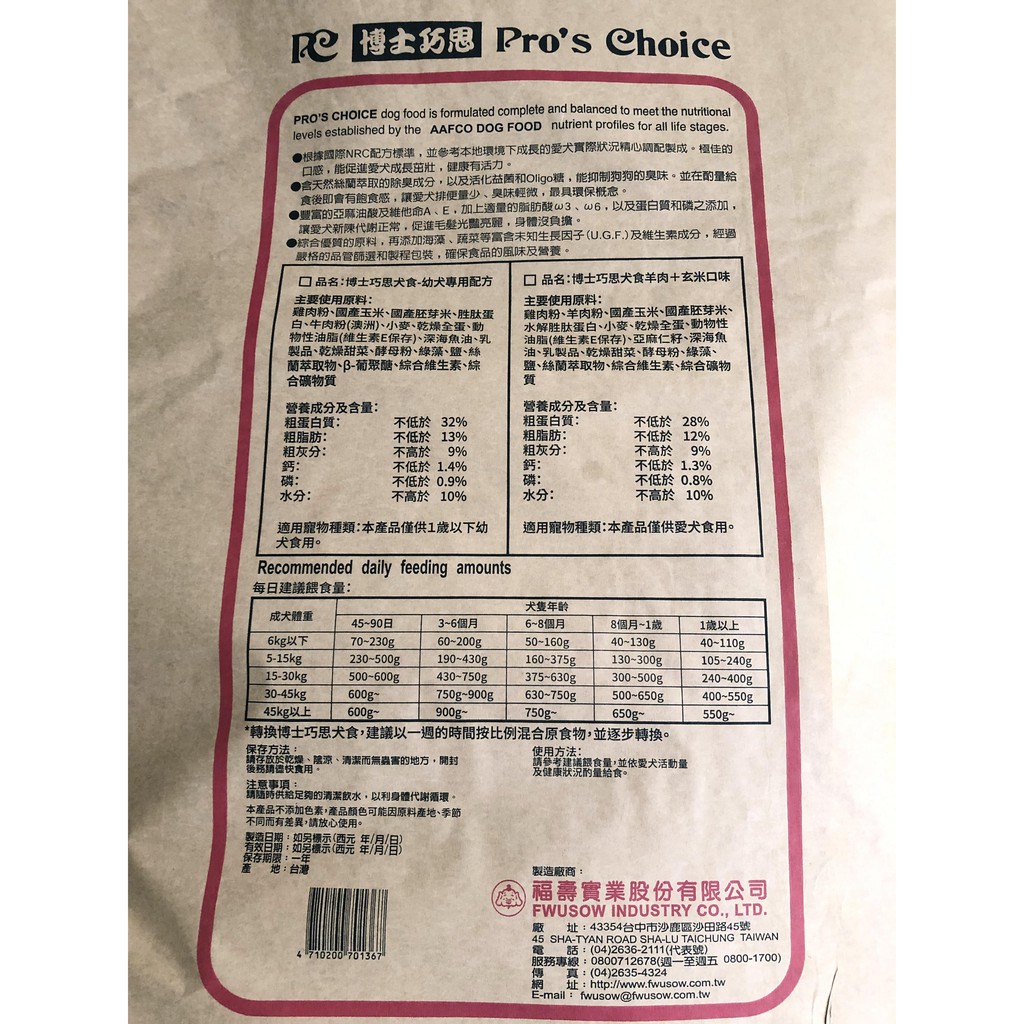 PC 博士巧思 Pro's Choice
PRO'S CHOICE dog food is formulated complete and balanced to meet the nutritional
levels established by the AAFCO DOG FOOD nutrient profiles for all life stages.
●根據國際NRC配方標準，並參考本地環境下成長的愛犬實際狀況精心調配製成。極佳的
口感，能促進愛犬成長茁壯，健康有活力。
●含天然絲蘭萃取的除臭成分，以及活化益菌和Oligo糖，能抑制狗狗的臭味。並在酌量給
食後即會有飽食感，讓愛犬排便量少、臭味輕微，最具環保概念。
●豐富的亞麻油酸及維他命A、E，加上適量的脂肪酸ω3、ω6，以及蛋白質和磷之添加，
讓愛犬新陳代謝正常，促進毛髮光豔亮麗，身體沒負擔。
●綜合優質的原料，再添加海藻、蔬菜等富含未知生長因子(U.G.F.)及維生素成分，經過
嚴格的品管篩選和製程包裝，確保食品的風味及營養。
□ 品名：博士巧思犬食-幼犬專用配方
主要使用原料：
雞肉粉、國產玉米、國產胚芽米、胜肽蛋
白、牛肉粉(澳洲)、小麥、乾燥全蛋、動
物性油脂(維生素E保存)、深海魚油、乳
製品、乾燥甜菜、酵母粉、綠藻、鹽、絲
蘭萃取物、β-葡聚醣、綜合維生素、綜
合礦物質
營養成分及含量：
粗蛋白質： 不低於 32%
粗脂肪： 不低於 13%
粗灰分： 不高於 9%
鈣： 不低於 1.4%
磷： 不低於 0.9%
水分： 不高於 10%
適用寵物種類：本產品僅供1歲以下幼
犬食用。
□ 品名：博士巧思犬食羊肉＋玄米口味
主要使用原料：
雞肉粉、羊肉粉、國產玉米、國產胚芽米、
水解胜肽蛋白、小麥、乾燥全蛋、動物性
油脂(維生素E保存)、亞麻仁籽、深海魚
油、乳製品、乾燥甜菜、酵母粉、綠藻、
鹽、絲蘭萃取物、綜合維生素、綜合礦物
質
營養成分及含量：
粗蛋白質： 不低於 28%
粗脂肪： 不低於 12%
粗灰分： 不高於 9%
鈣： 不低於 1.3%
磷： 不低於 0.8%
水分： 不高於 10%
適用寵物種類：本產品僅供愛犬食用。
Recommended daily feeding amounts
每日建議餵食量：
成犬體重 犬隻年齡
45~90日 3~6個月 6~8個月 8個月~1歲 1歲以上
6kg以下 70~230g 60~200g 50~160g 40~130g 40~110g
5-15kg 230~500g 190~430g 160~375g 130~300g 105~240g
15-30kg 500~600g 430~750g 375~630g 300~500g 240~400g
30-45kg 600g~ 750g~900g 630~750g 500~650g 400~550g
45kg以上 600g~ 900g~ 750g~ 650g~ 550g~
*轉換博士巧思犬食，建議以一週的時間按比例混合原食物，並逐步轉換。
保存方法：
請存放於乾燥、陰涼、清潔而無蟲害的地方，開封
後務請儘快食用。
注意事項：
請隨時供給足夠的清潔飲水，以利身體代謝循環。
本產品不添加色素，產品顏色可能因原料產地、季節
不同而有差異，請放心使用。
製造日期：如另標示(西元 年/月/日)
有效日期：如另標示(西元 年/月/日)
保存期限：一年
產 地：台灣
使用方法：
請參考建議餵食量，並依愛犬活動量
及健康狀況酌量給食。
4 710200 701367
製造廠商：
福壽實業股份有限公司
FWUSOW INDUSTRY CO., LTD.
廠 址：43354台中市沙鹿區沙田路45號
45 SHA-TYAN ROAD SHA-LU TAICHUNG TAIWAN
電 話：(04)2636-2111(代表號)
服務專線：0800712678(週一至週五 0800-1700)
傳 真：(04)2635-4324
網 址：http://www.fwusow.com.tw
E-mail：fwusow@fwusow.com.tw